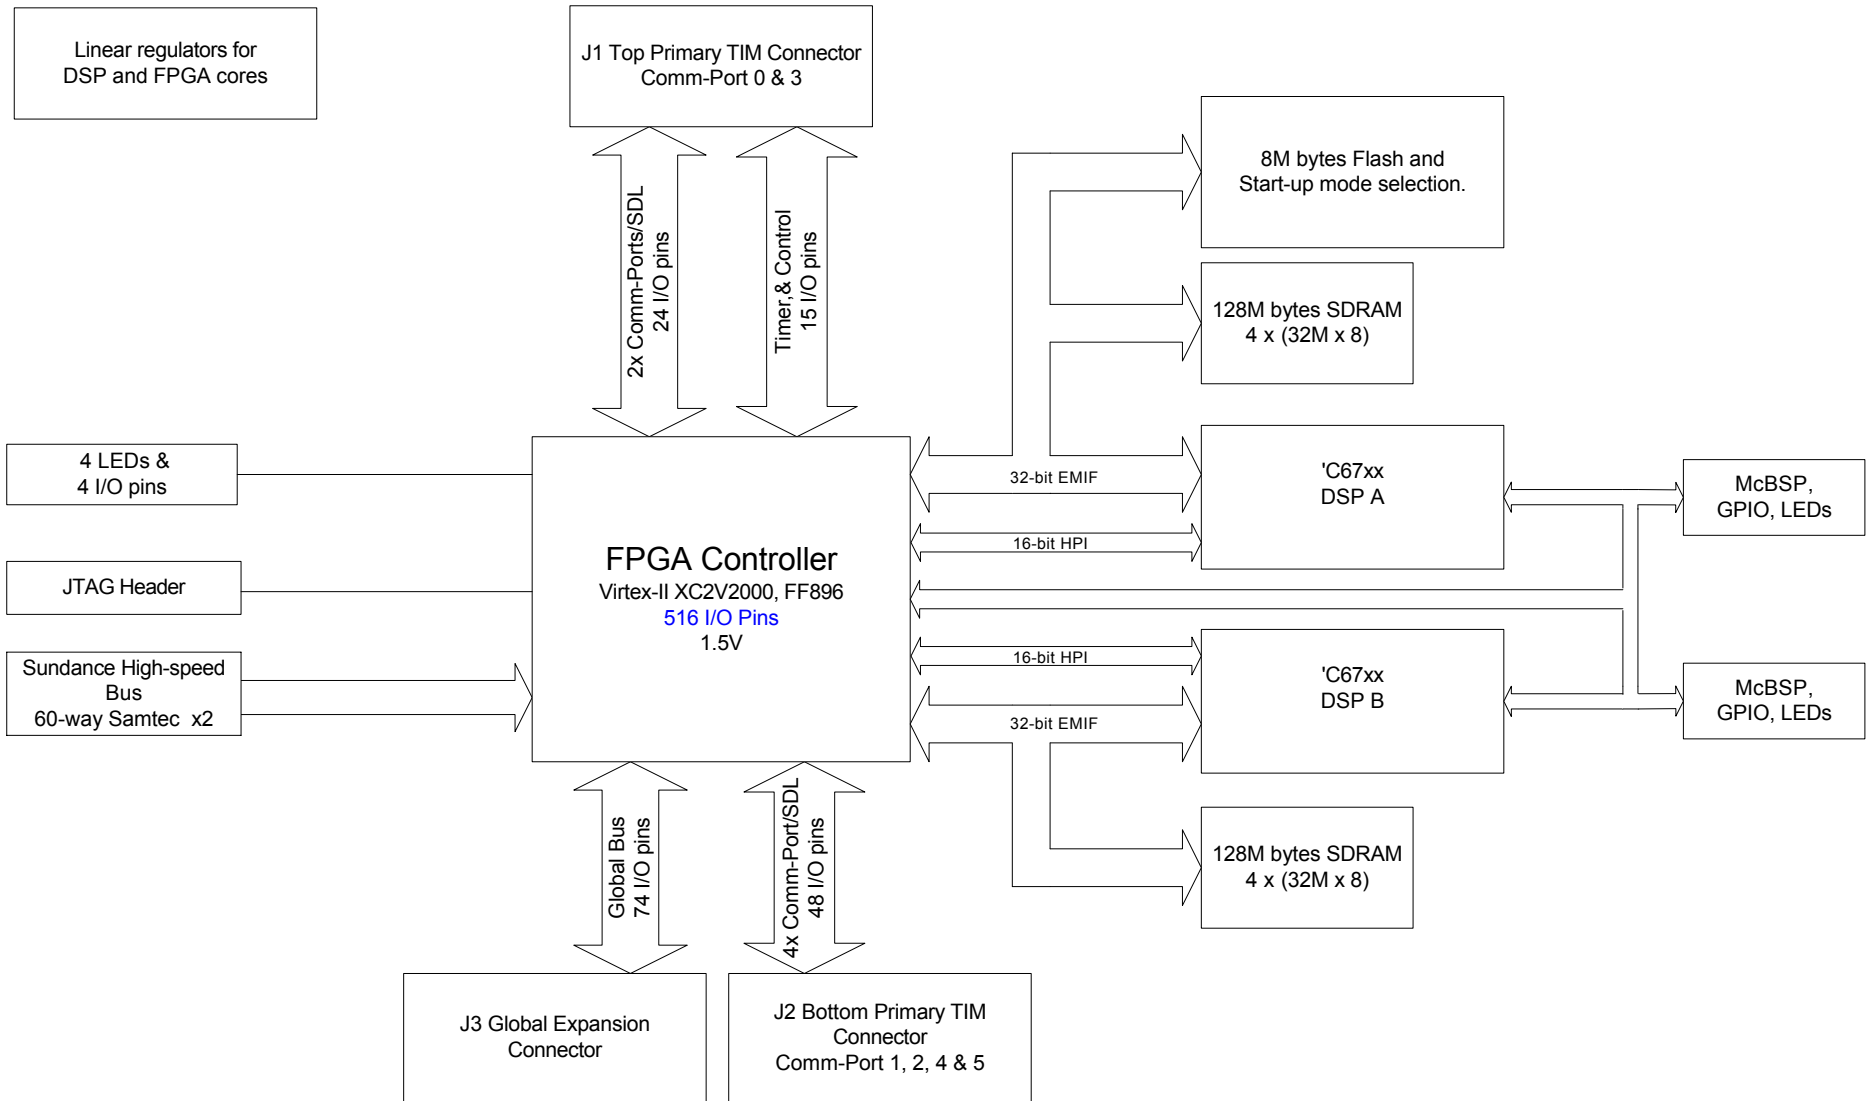 Linear regulators for
DSP and FPGA cores
J1 Top Primary TIM Connector
Comm-Port 0 & 3
8M bytes Flash and
Start-up mode selection.
2x Comm-Ports/SDL
24 I/O pins
Timer,& Control
15 I/O pins
128M bytes SDRAM
4 x (32M x 8)
4 LEDs &
4 I/O pins
32-bit EMIF
'C67xx
DSP A
McBSP,
GPIO, LEDs
16-bit HPI
FPGA Controller
Virtex-II XC2V2000, FF896
516 I/O Pins
1.5V
JTAG Header
16-bit HPI
'C67xx
DSP B
McBSP,
GPIO, LEDs
Sundance High-speed
Bus
60-way Samtec x2
32-bit EMIF
Global Bus
74 I/O pins
4x Comm-Port/SDL
48 I/O pins
128M bytes SDRAM
4 x (32M x 8)
J3 Global Expansion
Connector
J2 Bottom Primary TIM
Connector
Comm-Port 1, 2, 4 & 5